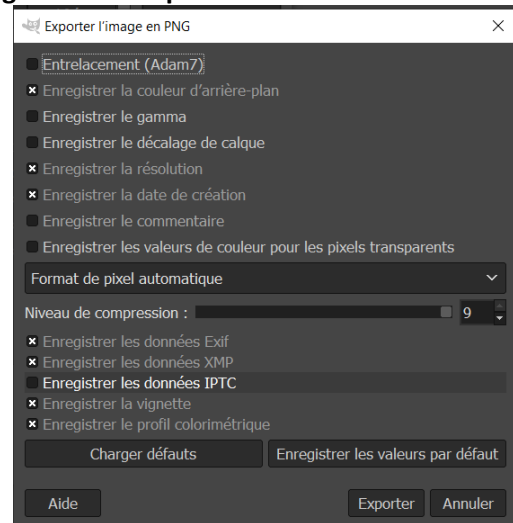 Exporter l'image en PNG
Entrelacement (Adam7)
Enregistrer la couleur d'arrière-plan
Enregistrer le gamma
Enregistrer le décalage de calque
Enregistrer la résolution
Enregistrer la date de création
Enregistrer le commentaire
Enregistrer les valeurs de couleur pour les pixels transparents
Format de pixel automatique
Niveau de compression : 9
Enregistrer les données Exif
Enregistrer les données XMP
Enregistrer les données IPTC
Enregistrer la vignette
Enregistrer le profil colorimétrique
Charger défauts Enregistrer les valeurs par défaut
Aide Exporter Annuler